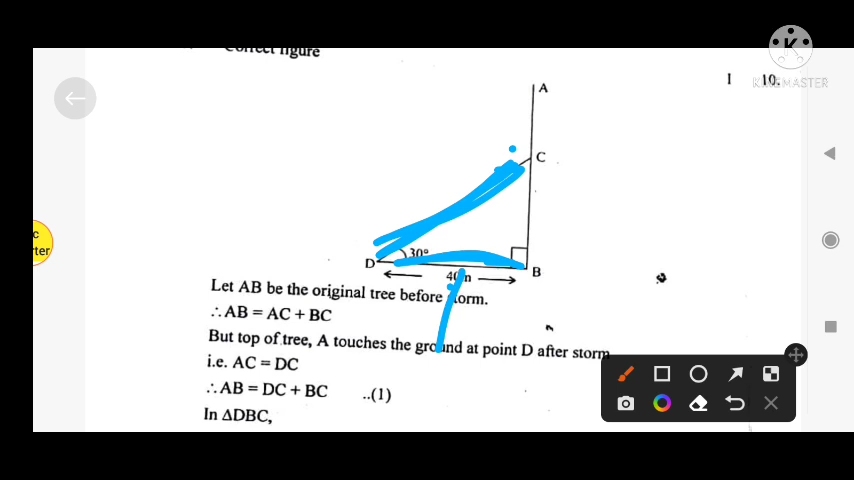 Correct figure
I 10.
KINEMASTER
A
C
30°
D
B
Let AB be the original tree before storm.
∴ AB = AC + BC
But top of tree, A touches the ground at point D after storm
i.e. AC = DC
∴ AB = DC + BC ..(1)
In ΔDBC,